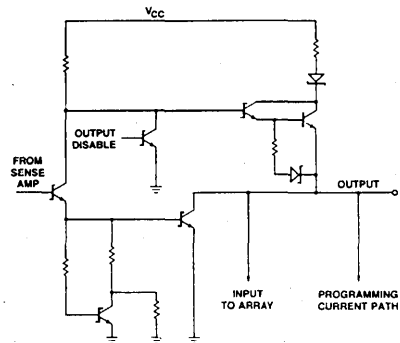 VCC
OUTPUT
DISABLE
FROM
SENSE
AMP
OUTPUT
INPUT
TO ARRAY
PROGRAMMING
CURRENT PATH